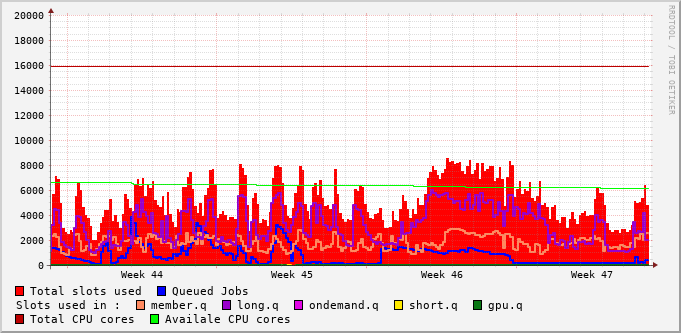 20000
18000
16000
14000
12000
10000
8000
6000
4000
2000
0
Week 44 Week 45 Week 46 Week 47
Total slots used Queued Jobs
Slots used in : member.q long.q ondemand.q short.q gpu.q
Total CPU cores Availale CPU cores
RRDTOOL / TOBI OETIKER